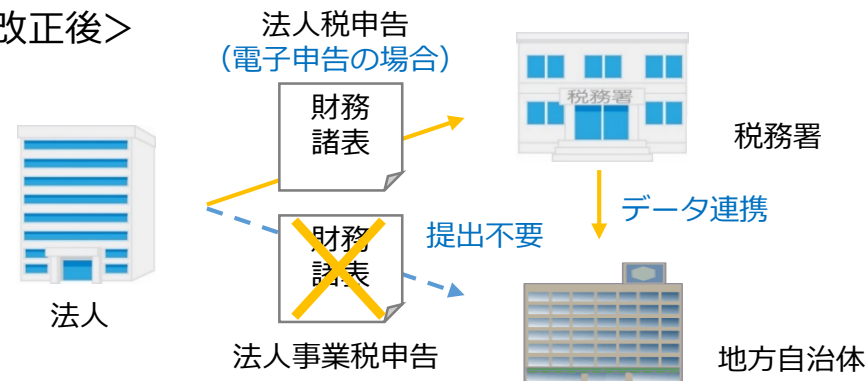 改正後＞
法人税申告
（電子申告の場合）
財務
諸表
税務署
税務署
データ連携
提出不要
財務
諸表
法人
法人事業税申告
地方自治体